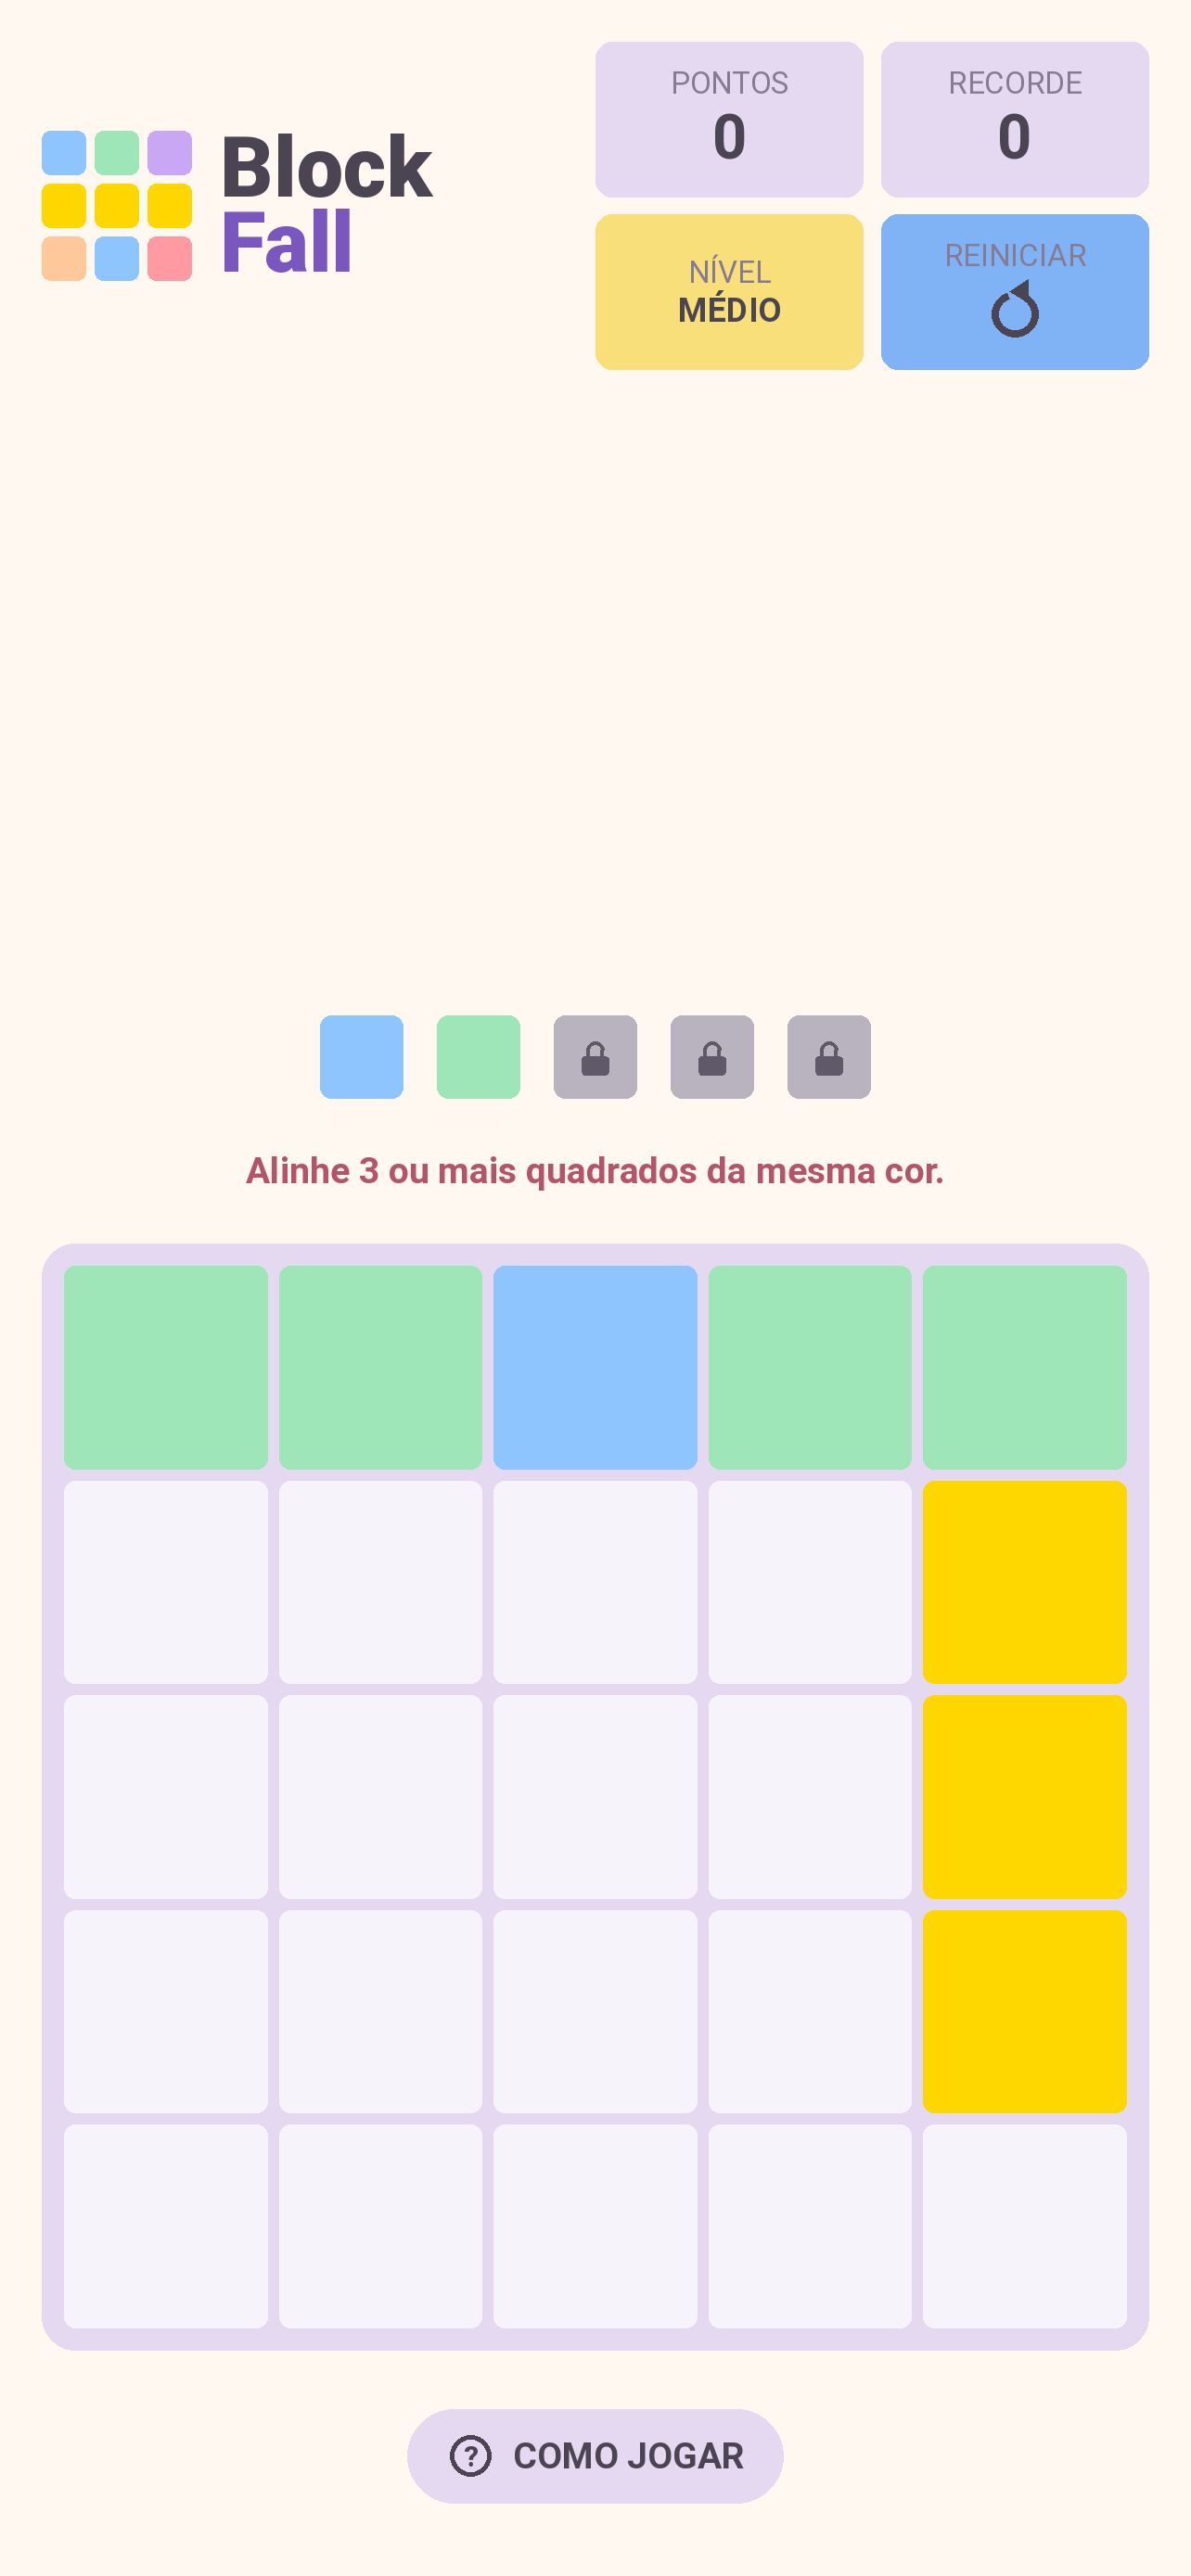 Block
Fall
PONTOS
0
RECORDE
0
NÍVEL
MÉDIO
REINICIAR
Alinhe 3 ou mais quadrados da mesma cor.
? COMO JOGAR